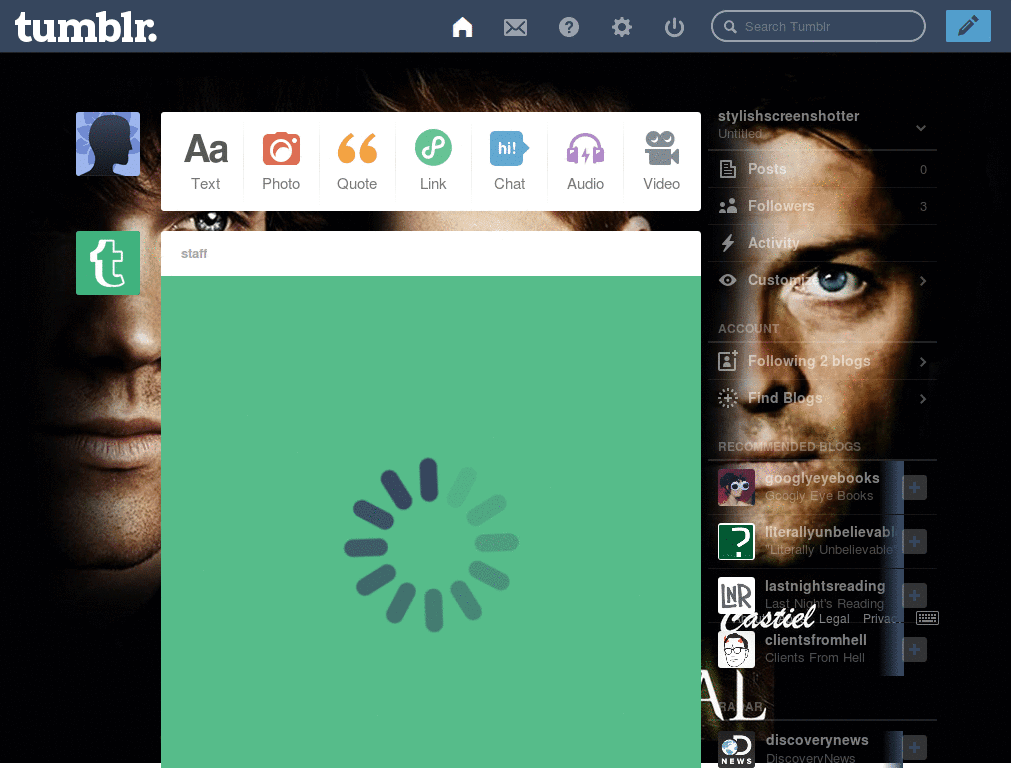 tumblr.
Search Tumblr
Aa
hi!
Text
Photo
Quote
Link
Chat
Audio
Video
staff
stylishscreenshotter
Untitled
Posts 0
Followers 3
Activity
Customize
ACCOUNT
Following 2 blogs
Find Blogs
RECOMMENDED BLOGS
googlyeyebooks
Googly Eye Books
literallyunbelievabl
"Literally Unbelievable"
LNR
lastnightsreading
Last Night's Reading
Castiel
Legal
Privac
clientsfromhell
Clients From Hell
AL
RADAR
D
NEWS
discoverynews
DiscoveryNews